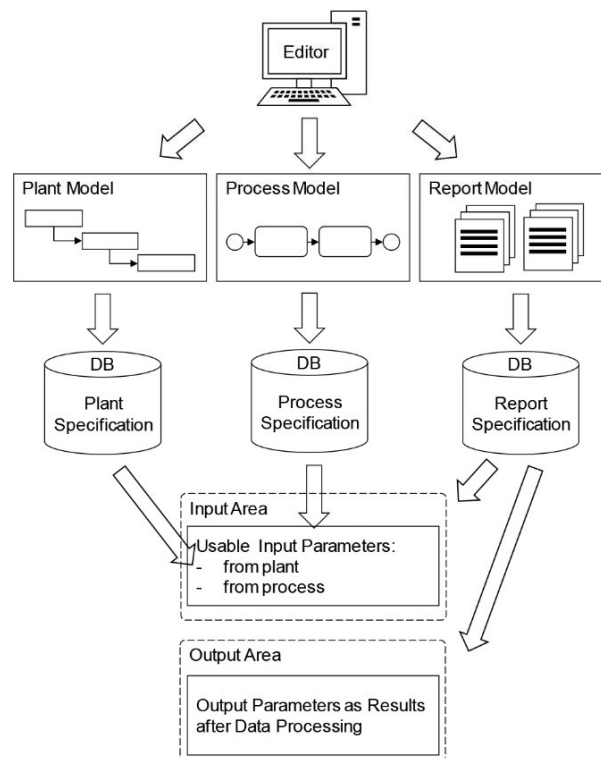 Editor
Plant Model
Process Model
Report Model
DB
Plant
Specification
DB
Process
Specification
DB
Report
Specification
Input Area
Usable Input Parameters:
- from plant
- from process
Output Area
Output Parameters as Results
after Data Processing